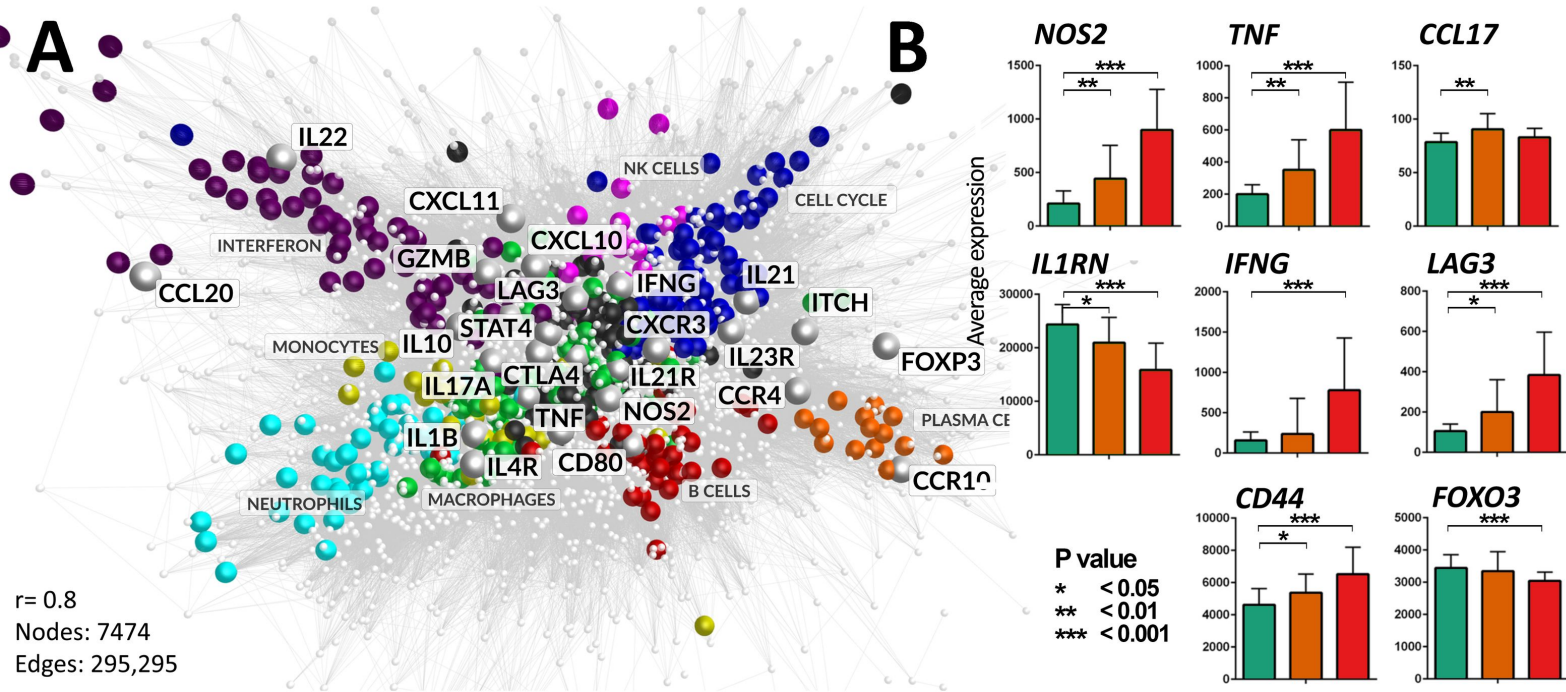 A
IL22
NK CELLS
CXCL11
CELL CYCLE
INTERFERON
CXCL10
GZMB
CCL20
LAG3
IFNG
IL21
ITCH
STAT4
CXCR3
MONOCYTES
IL10
IL23R
FOXP3
IL17A
CTLA4
IL21R
CCR4
TNF
NOS2
PLASMA CE
IL1B
IL4R
CD80
CCR10
NEUTROPHILS
MACROPHAGES
B CELLS
r= 0.8
Nodes: 7474
Edges: 295,295
B
Average expression
NOS2
1500
1000
500
0
**
***
TNF
1000
800
600
400
200
0
**
***
CCL17
150
100
50
0
**
IL1RN
30000
20000
10000
0
*
***
IFNG
2000
1500
1000
500
0
***
LAG3
800
600
400
200
0
*
***
CD44
10000
8000
6000
4000
2000
0
*
***
FOXO3
5000
4000
3000
2000
1000
0
***
P value
* < 0.05
** < 0.01
*** < 0.001